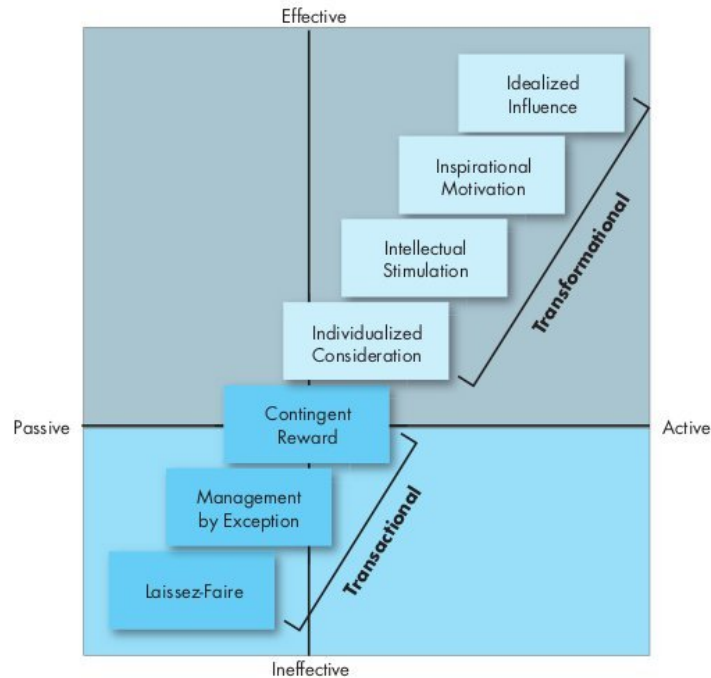 Effective
Idealized
Influence
Inspirational
Motivation
Intellectual
Stimulation
Transformational
Individualized
Consideration
Passive
Contingent
Reward
Active
Management
by Exception
Transactional
Laissez-Faire
Ineffective